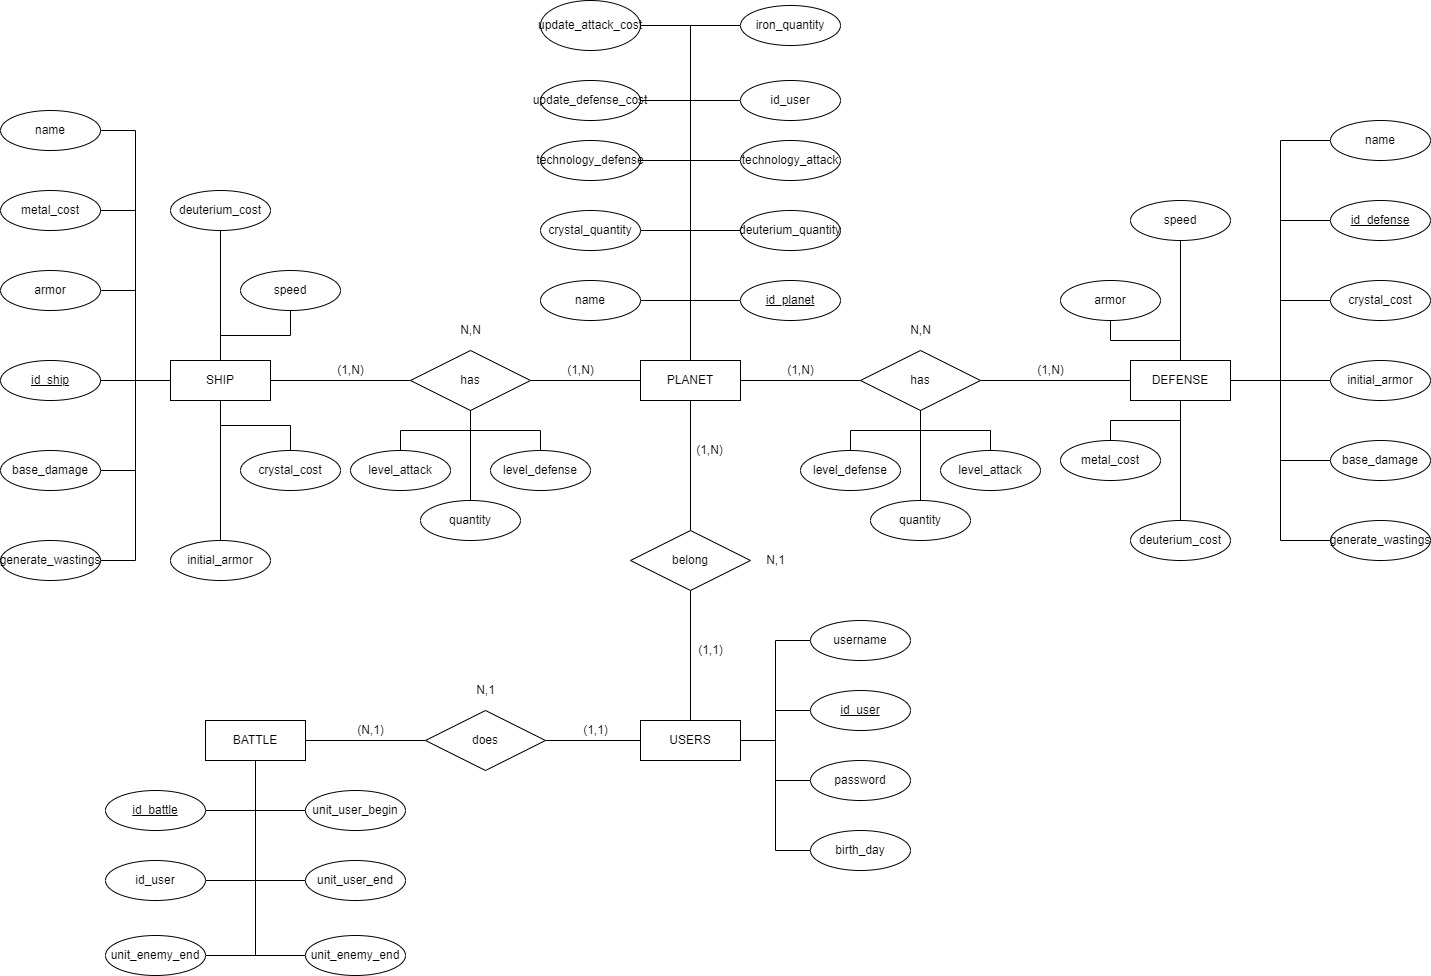 update_attack_cost
iron_quantity
update_defense_cost
id_user
name
name
technology_defense
technology_attack
metal_cost
deuterium_cost
speed
id_defense
crystal_quantity
deuterium_quantity
armor
speed
name
id_planet
armor
crystal_cost
N,N
N,N
id_ship
SHIP
(1,N)
has
(1,N)
PLANET
(1,N)
has
(1,N)
DEFENSE
initial_armor
base_damage
crystal_cost
level_attack
level_defense
(1,N)
level_defense
level_attack
metal_cost
base_damage
quantity
quantity
generate_wastings
initial_armor
belong
N,1
deuterium_cost
generate_wastings
(1,1)
username
N,1
id_user
BATTLE
(N,1)
does
(1,1)
USERS
password
id_battle
unit_user_begin
birth_day
id_user
unit_user_end
unit_enemy_end
unit_enemy_end